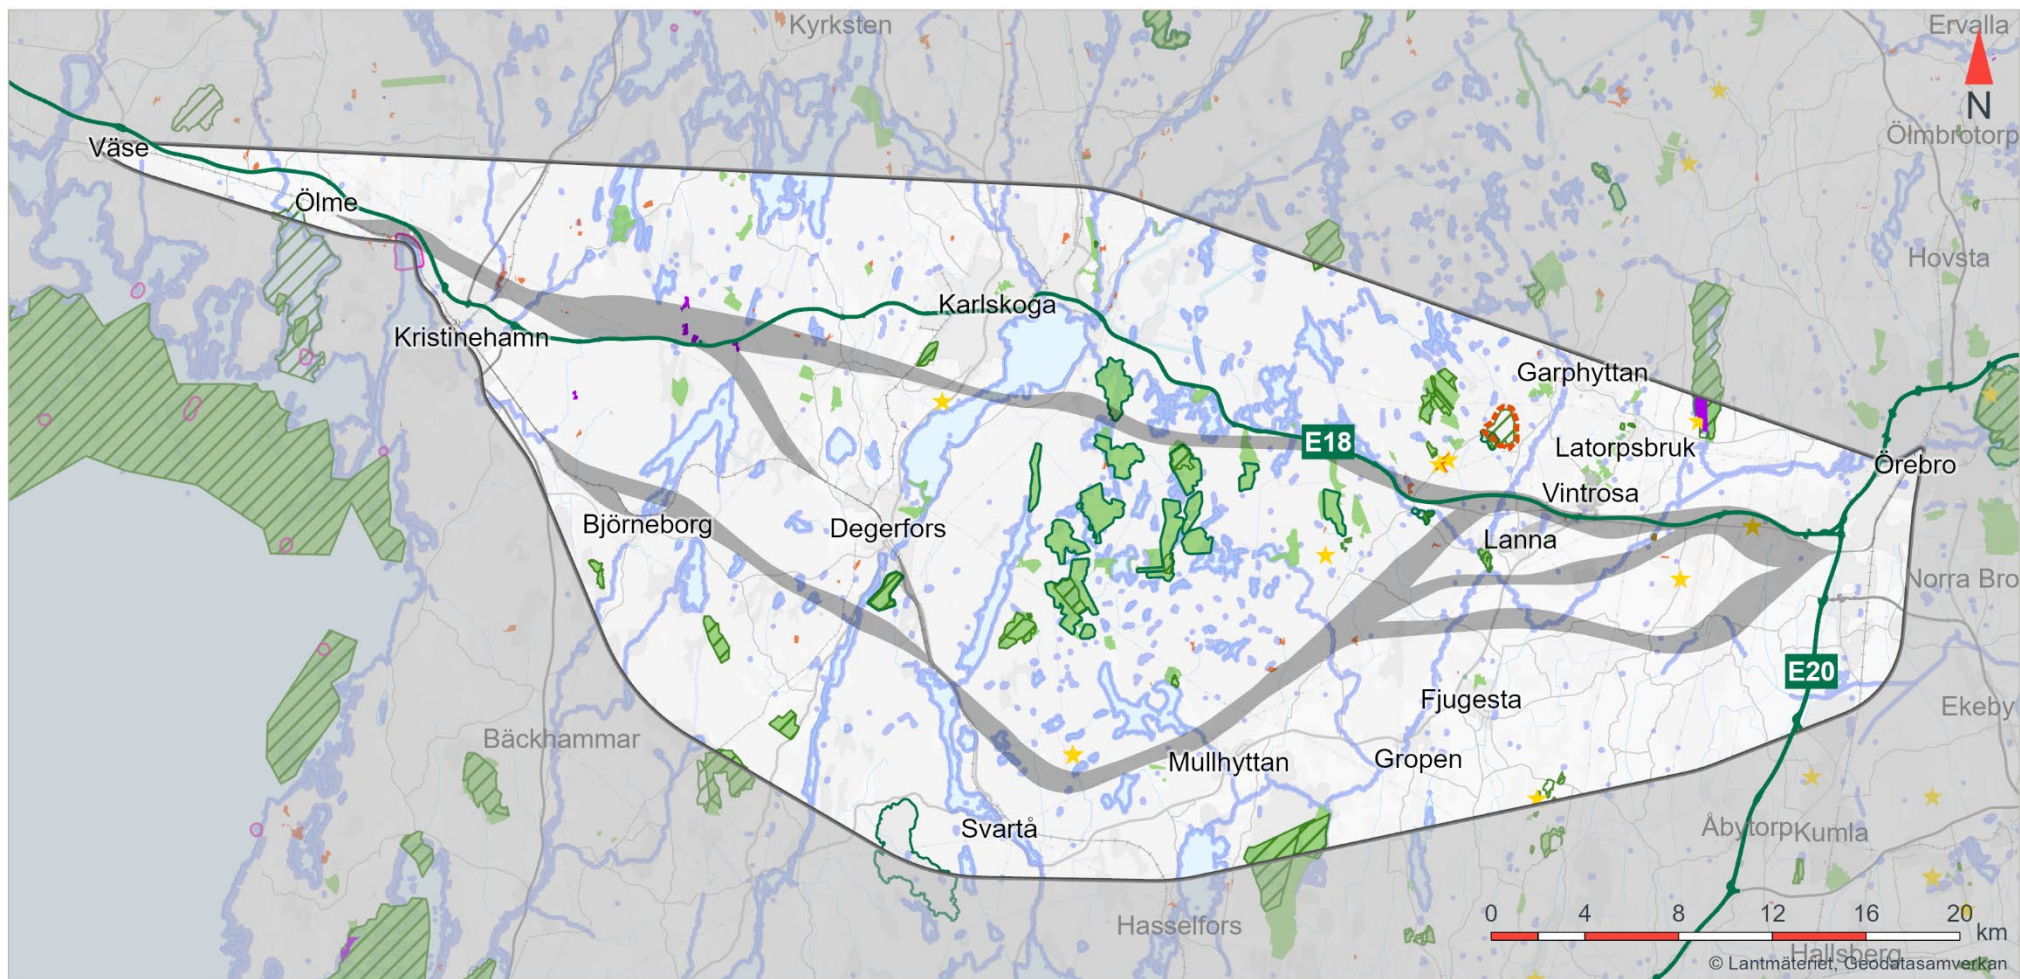 Kyrksten
Ervalla
N
Ölmbrotorp
Väse
Ölme
Hovsta
Karlskoga
Kristinehamn
Garphyttan
E18
Latorpsbruk
Örebro
Vintrosa
Björneborg
Degerfors
Lanna
Norra Bro
E20
Fjugesta
Ekeby
Bäckhammar
Mullhyttan
Gropen
Svartå
Åbytorp
Kumla
Hasselfors
0 4 8 12 16 20
km
Hallsberg
© Lantmäteriet, Geodatasamverkan